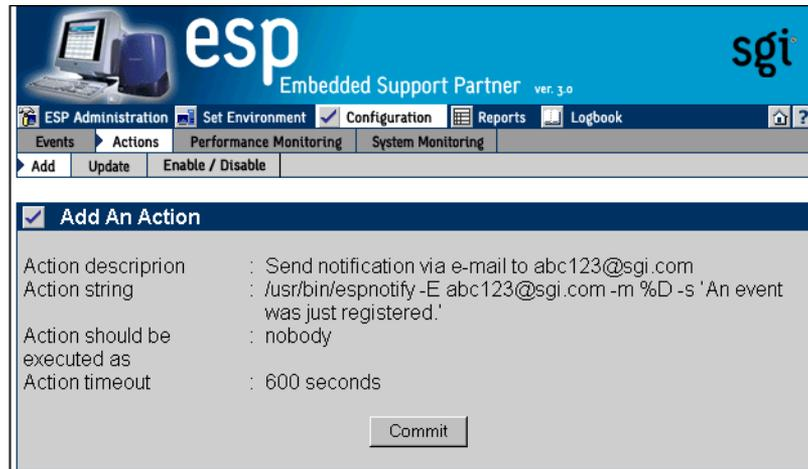 esp
Embedded Support Partner ver. 3.0
sgi
ESP Administration Set Environment Configuration Reports Logbook ?
Events Actions Performance Monitoring System Monitoring
Add Update Enable / Disable
Add An Action
Action descriprion : Send notification via e-mail to abc123@sgi.com
Action string : /usr/bin/espnotify -E abc123@sgi.com -m %D -s 'An event
was just registered.'
Action should be : nobody
executed as
Action timeout : 600 seconds
Commit